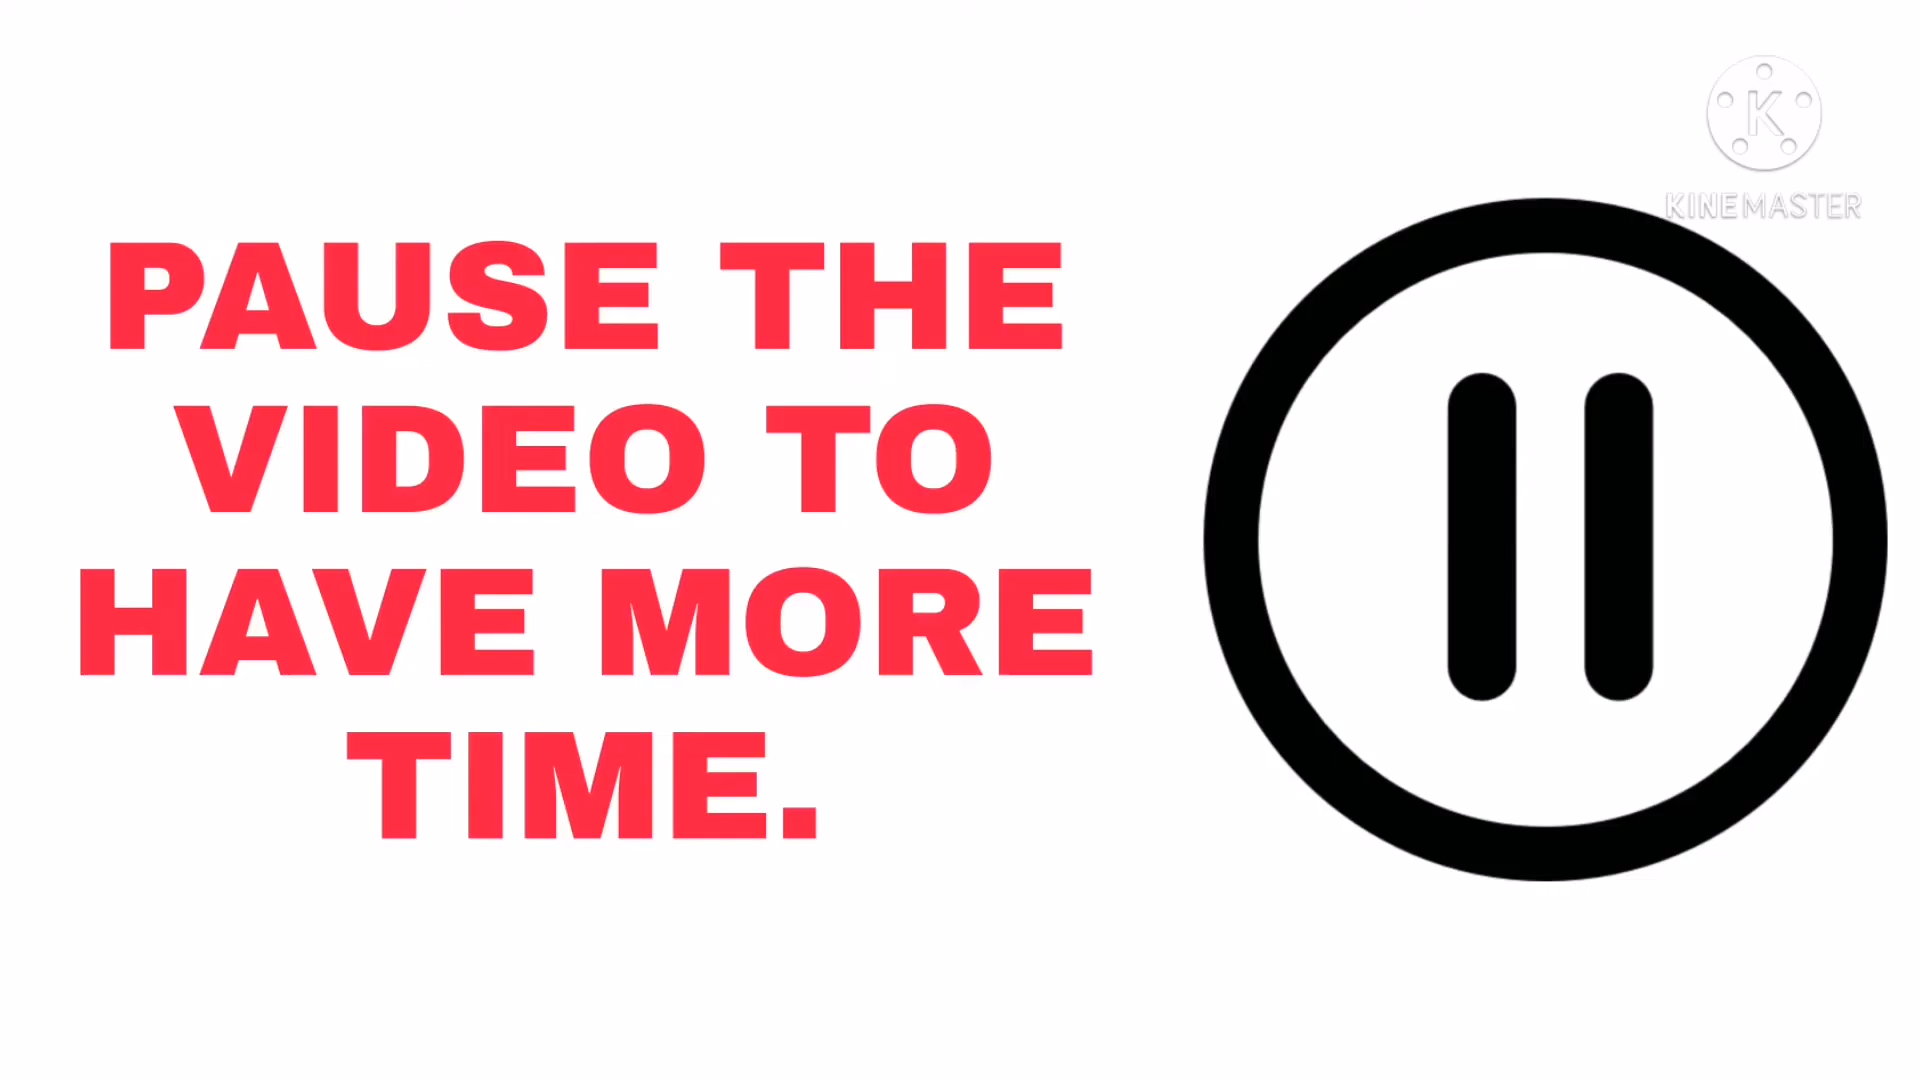 K
KINEMASTER
PAUSE THE
VIDEO TO
HAVE MORE
TIME.